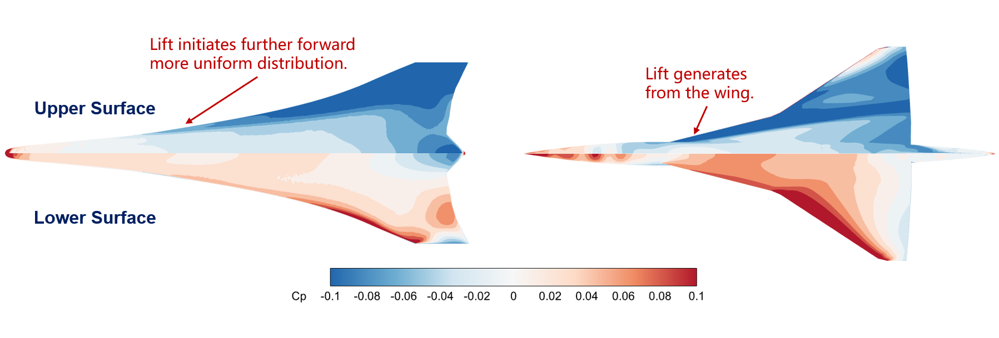 Lift initiates further forward
more uniform distribution.
Upper Surface
Lower Surface
Lift generates
from the wing.
Cp -0.1 -0.08 -0.06 -0.04 -0.02 0 0.02 0.04 0.06 0.08 0.1